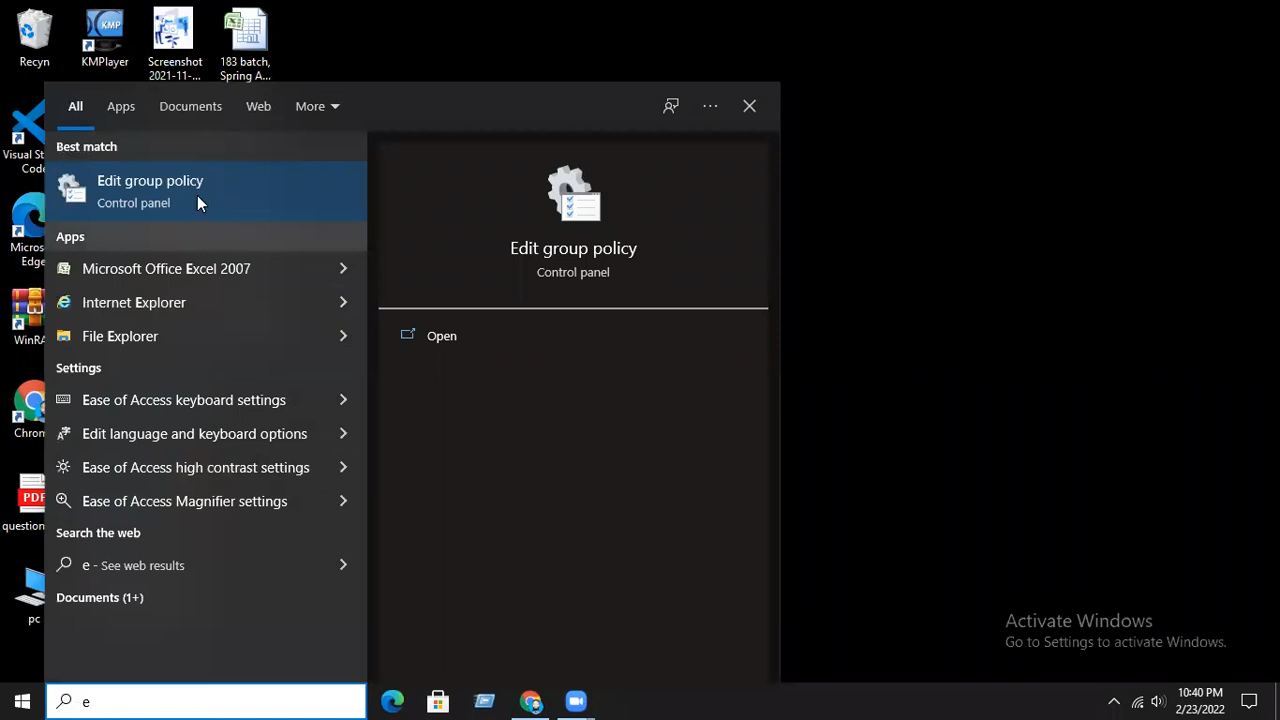 Recyn
KMPlayer
Screenshot
2021-11-...
183 batch,
Spring A...
All
Apps
Documents
Web
More
Best match
Edit group policy
Control panel
Apps
Microsoft Office Excel 2007
Internet Explorer
File Explorer
Settings
Ease of Access keyboard settings
Edit language and keyboard options
Ease of Access high contrast settings
Ease of Access Magnifier settings
Search the web
e - See web results
Documents (1+)
e
Edit group policy
Control panel
Open
Visual St
Code
Micros
Edge
WinRA
Chron
PDF
question
pc
Activate Windows
Go to Settings to activate Windows.
10:40 PM
2/23/2022